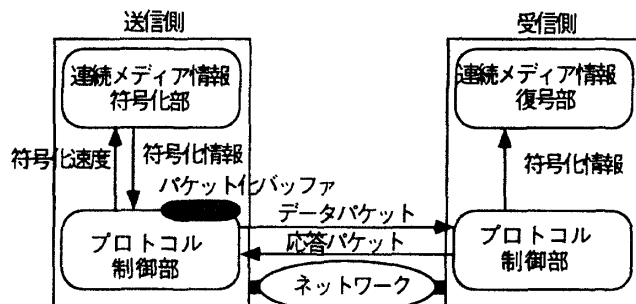 送信側
受信側
連続メディア情報
符号化部
連続メディア情報
復号部
符号化速度
符号化情報
符号化情報
パケット化バッファ
データパケット
応答パケット
プロトコル
制御部
プロトコル
制御部
ネットワーク